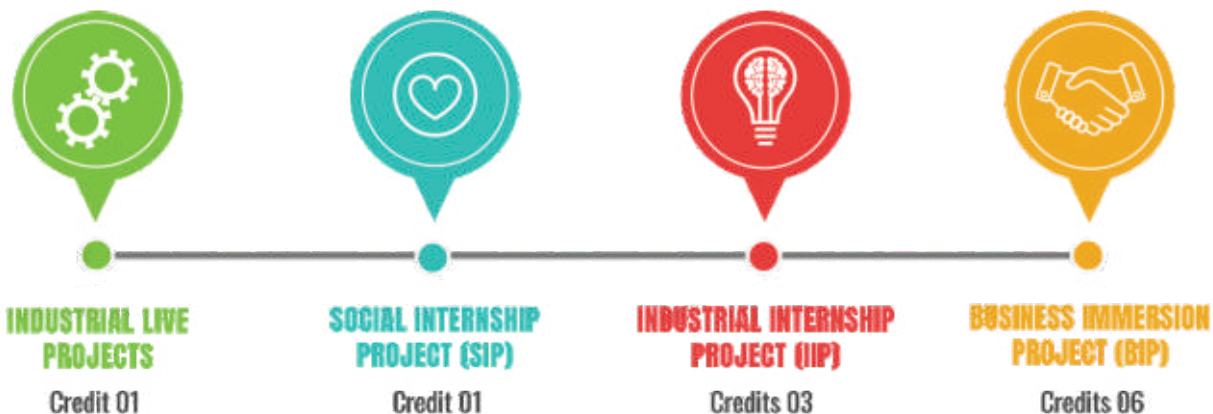 INDUSTRIAL LIVE
PROJECTS
Credit 01
SOCIAL INTERNSHIP
PROJECT (SIP)
Credit 01
INDUSTRIAL INTERNSHIP
PROJECT (IIP)
Credits 03
BUSINESS IMMERSION
PROJECT (BIP)
Credits 06